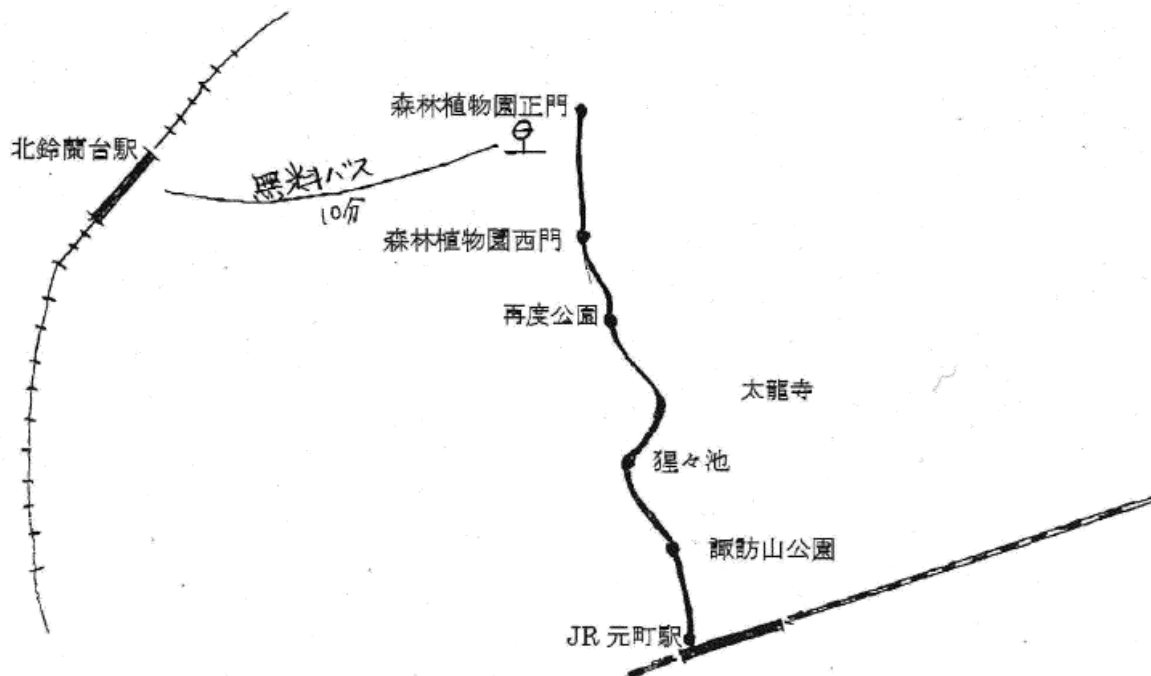 森林植物園正門
北鈴蘭台駅
無料バス
10分
森林植物園西門
再度公園
太龍寺
猩々池
諏訪山公園
JR 元町駅